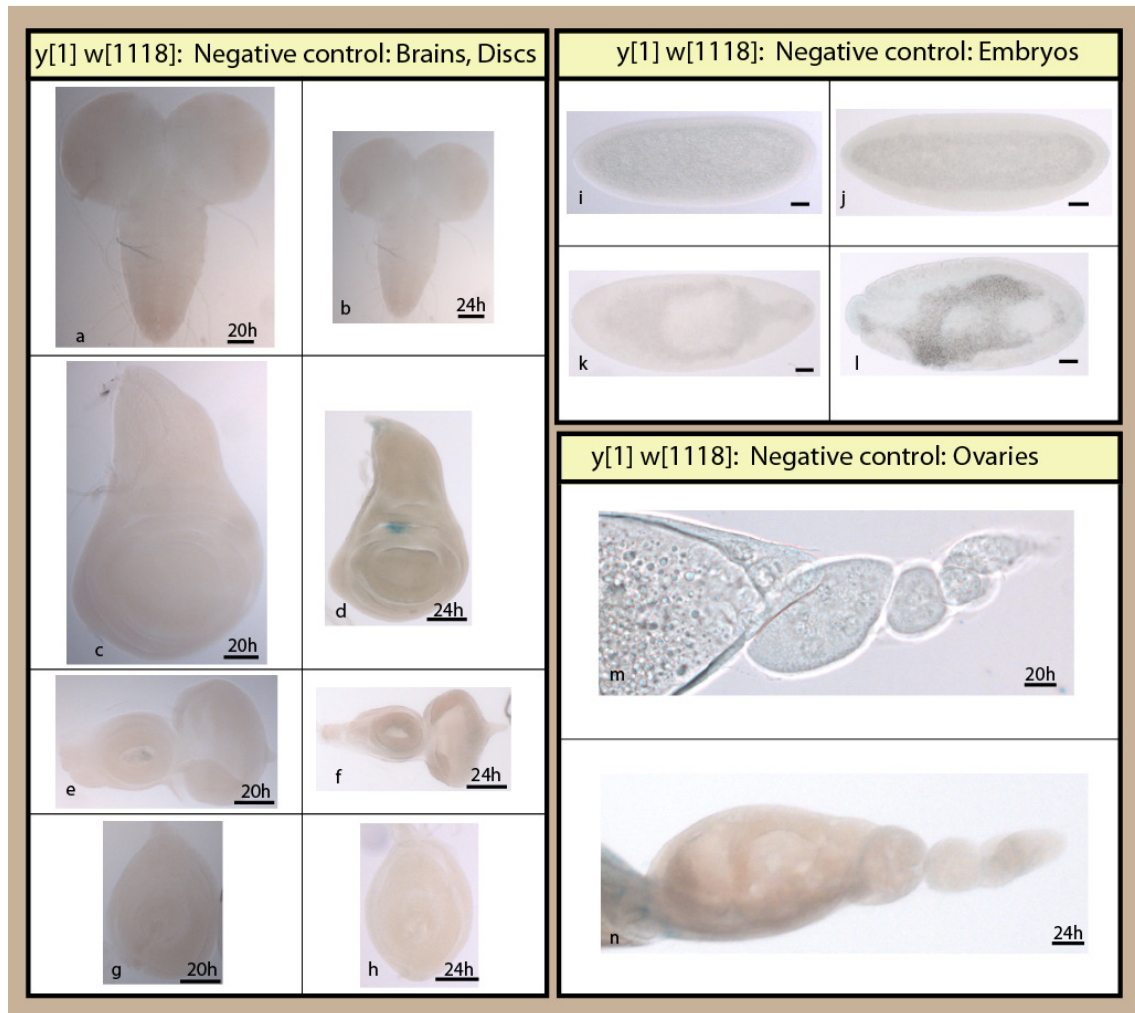 y[1] w[1118]: Negative control: Brains, Discs
a
20h
b
24h
c
20h
d
24h
e
20h
f
24h
g
20h
h
24h
y[1] w[1118]: Negative control: Embryos
i
j
k
l
y[1] w[1118]: Negative control: Ovaries
m
20h
n
24h